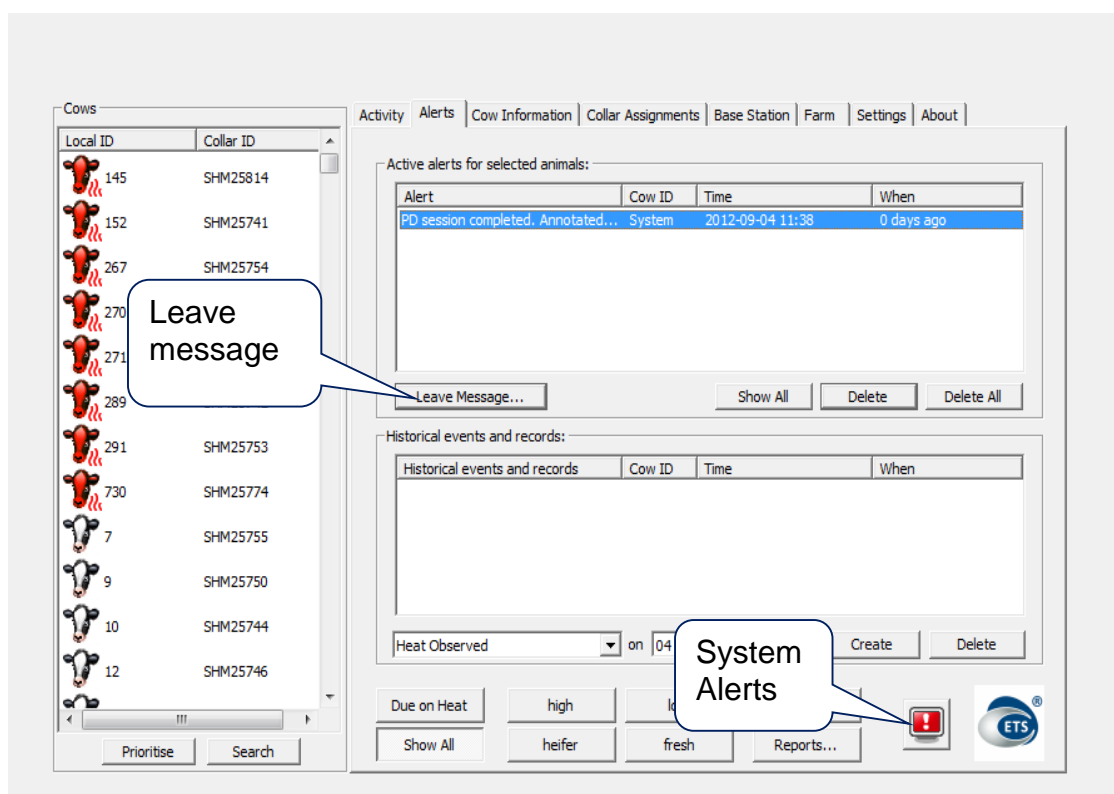 Cows
Local ID Collar ID
145 SHM25814
152 SHM25741
267 SHM25754
270
271
289
291 SHM25753
730 SHM25774
7 SHM25755
9 SHM25750
10 SHM25744
12 SHM25746
Prioritise Search
Activity Alerts Cow Information Collar Assignments Base Station Farm Settings About
Active alerts for selected animals:
Alert Cow ID Time When
PD session completed. Annotated... System 2012-09-04 11:38 0 days ago
Leave
message
Leave Message... Show All Delete Delete All
Historical events and records:
Historical events and records Cow ID Time When
Heat Observed on 04 Create Delete
System
Alerts
Due on Heat high
Show All heifer fresh Reports...
ETS ®